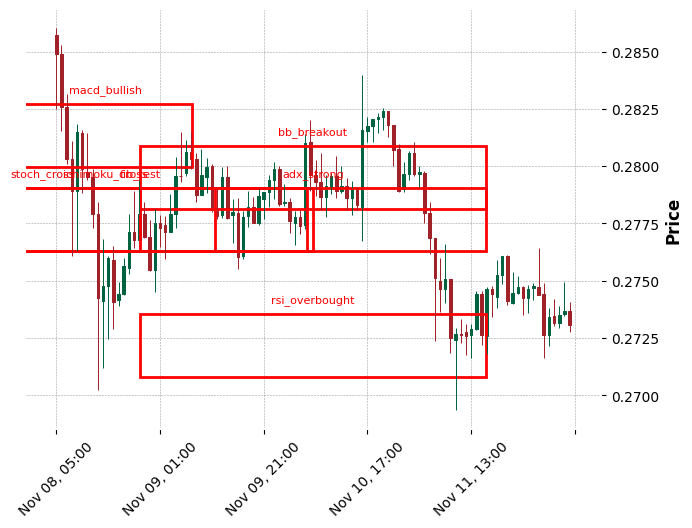 0.2850
macd_bullish
0.2825
bb_breakout
0.2800
adx_strong
0.2775
Price
0.2750
rsi_overbought
0.2725
0.2700
Nov 08, 05:00
Nov 09, 01:00
Nov 09, 21:00
Nov 10, 17:00
Nov 11, 13:00